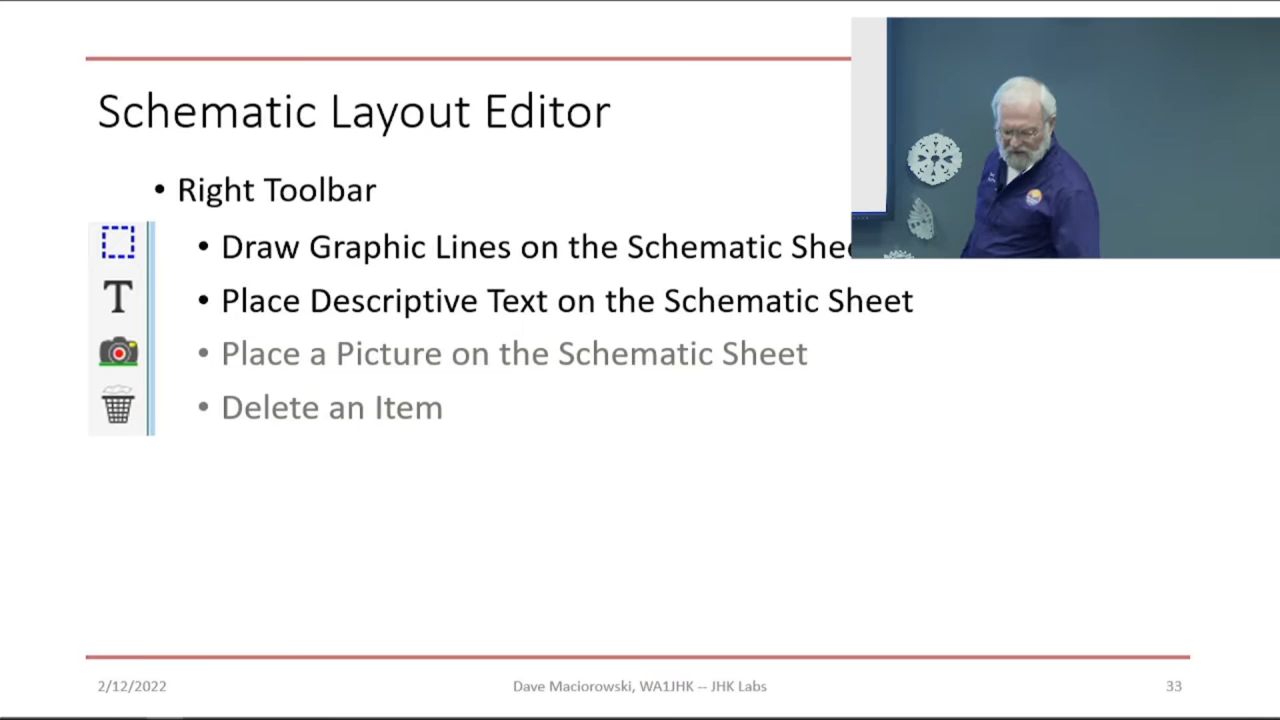 Schematic Layout Editor
• Right Toolbar
• Draw Graphic Lines on the Schematic
• Place Descriptive Text on the Schematic Sheet
• Place a Picture on the Schematic Sheet
• Delete an Item
2/12/2022
Dave Maciorowski, WA1JHK -- JHK Labs
33